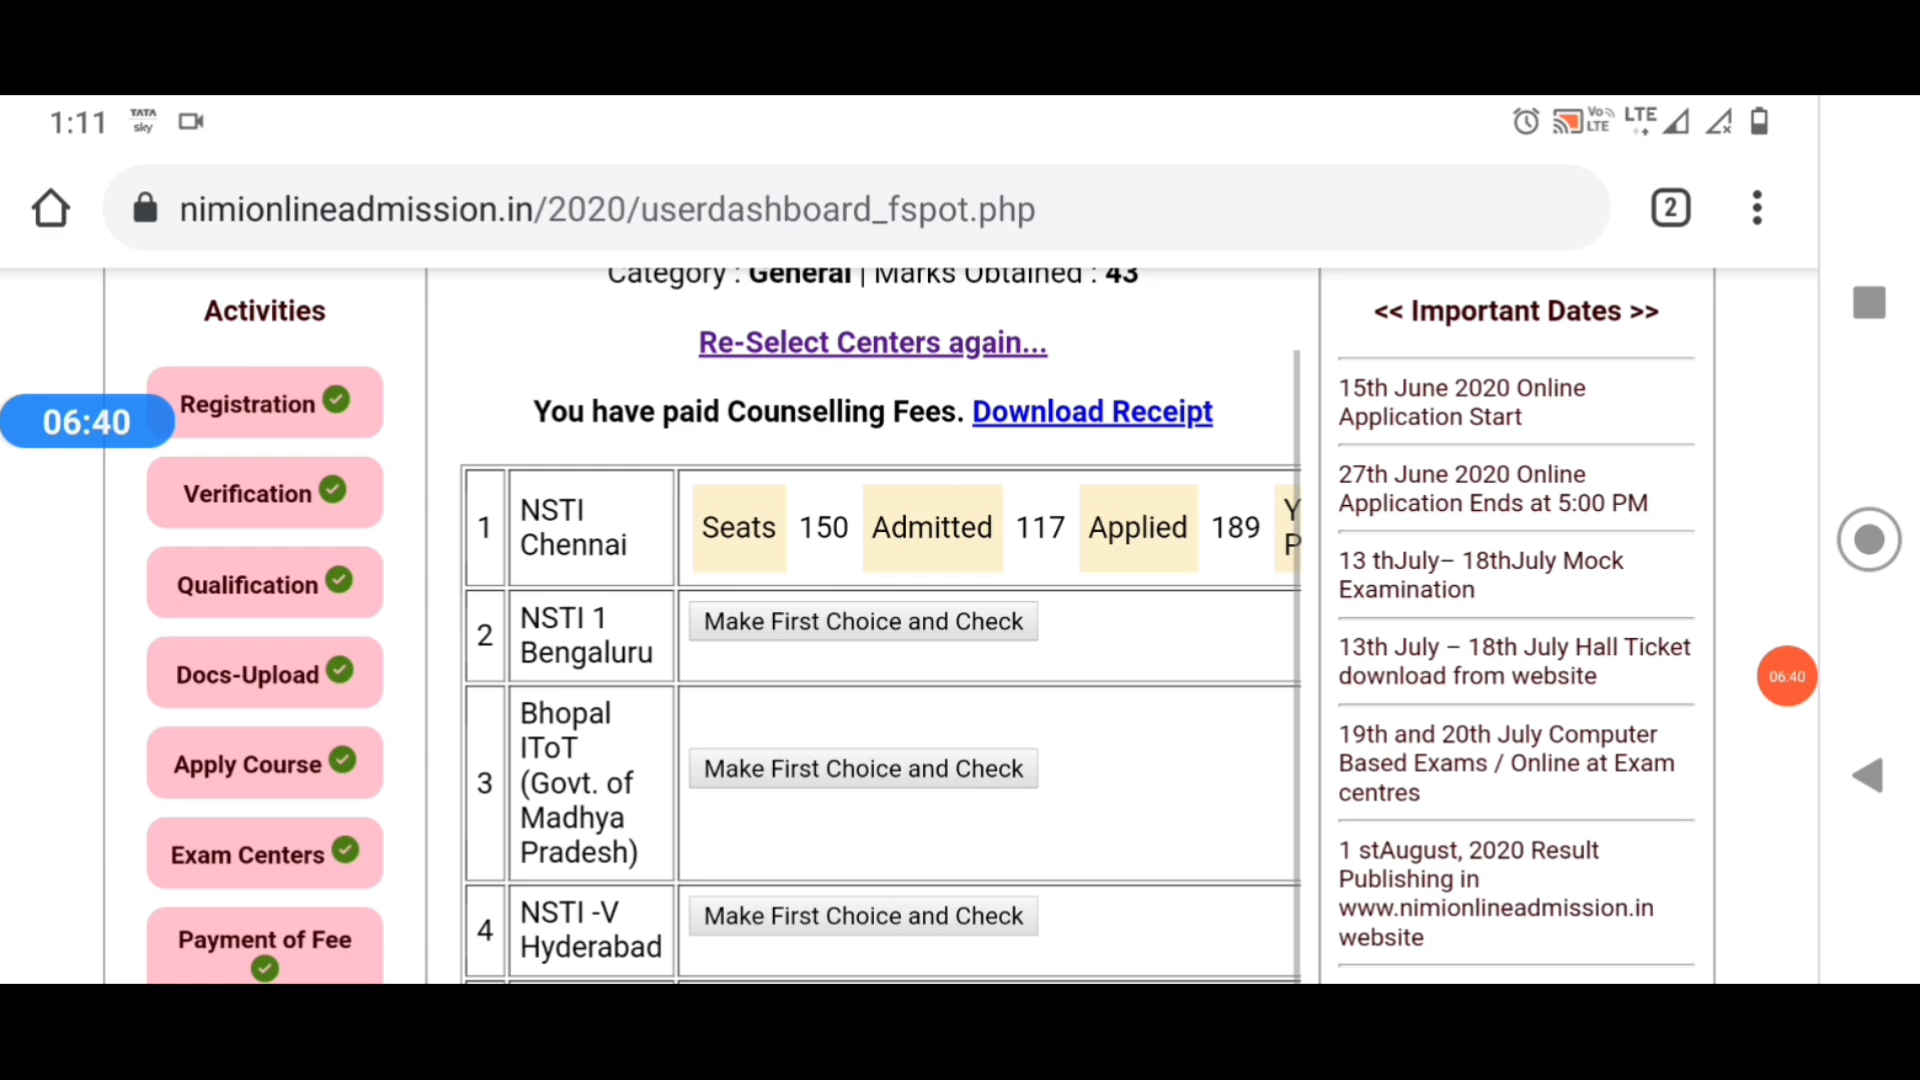 1:11 TATA sky Vo LTE LTE
nimionlineadmission.in/2020/userdashboard_fspot.php 2
Activities
Registration
06:40
Verification
Qualification
Docs-Upload
Apply Course
Exam Centers
Payment of Fee
Category : General | Marks Obtained : 43
Re-Select Centers again...
You have paid Counselling Fees. Download Receipt
1 NSTI Chennai Seats 150 Admitted 117 Applied 189 Y P
2 NSTI 1 Bengaluru Make First Choice and Check
3 Bhopal IToT (Govt. of Madhya Pradesh) Make First Choice and Check
4 NSTI -V Hyderabad Make First Choice and Check
<< Important Dates >>
15th June 2020 Online
Application Start
27th June 2020 Online
Application Ends at 5:00 PM
13 thJuly– 18thJuly Mock
Examination
13th July – 18th July Hall Ticket
download from website
19th and 20th July Computer
Based Exams / Online at Exam
centres
1 stAugust, 2020 Result
Publishing in
www.nimionlineadmission.in
website
06:40